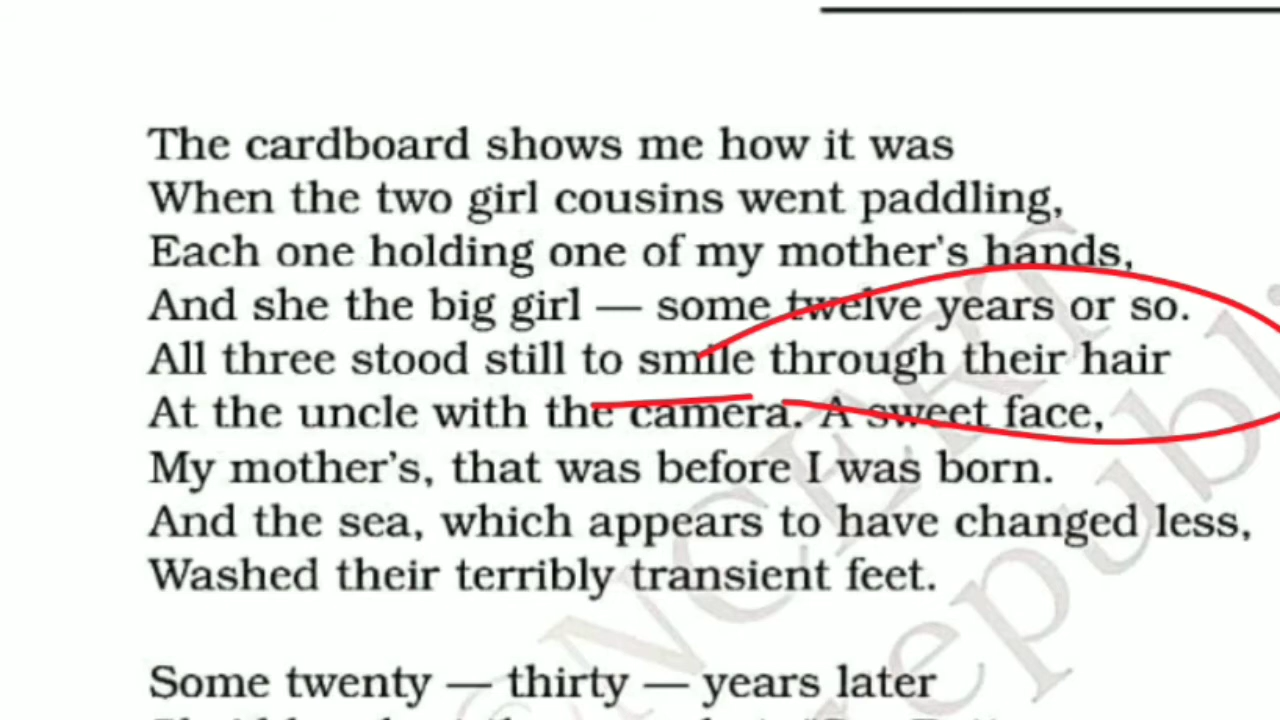 The cardboard shows me how it was
When the two girl cousins went paddling,
Each one holding one of my mother's hands,
And she the big girl — some twelve years or so.
All three stood still to smile through their hair
At the uncle with the camera. A sweet face,
My mother's, that was before I was born.
And the sea, which appears to have changed less,
Washed their terribly transient feet.
Some twenty — thirty — years later
NCERT
republi